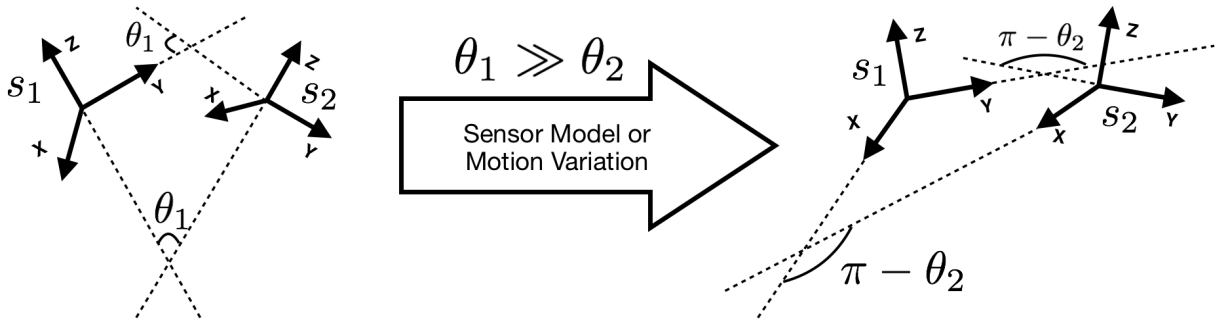 θ₁
Z
s₁
Y
X
Z
s₂
X
Y
θ₁
θ₁ ≫ θ₂
Sensor Model or
Motion Variation
Z
s₁
Y
X
π − θ₂
Z
s₂
Y
X
π − θ₂